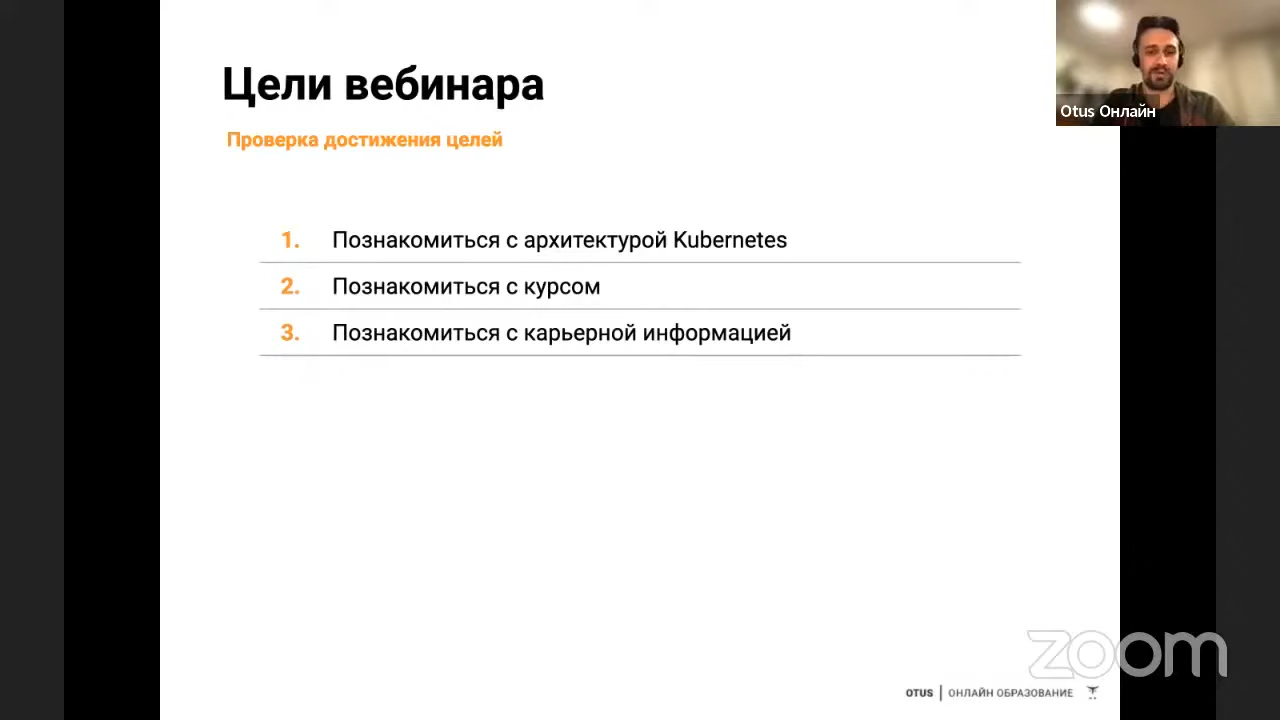 Цели вебинара
Проверка достижения целей
1. Познакомиться с архитектурой Kubernetes
2. Познакомиться с курсом
3. Познакомиться с карьерной информацией
Otus Онлайн
zoom
OTUS | ОНЛАЙН ОБРАЗОВАНИЕ